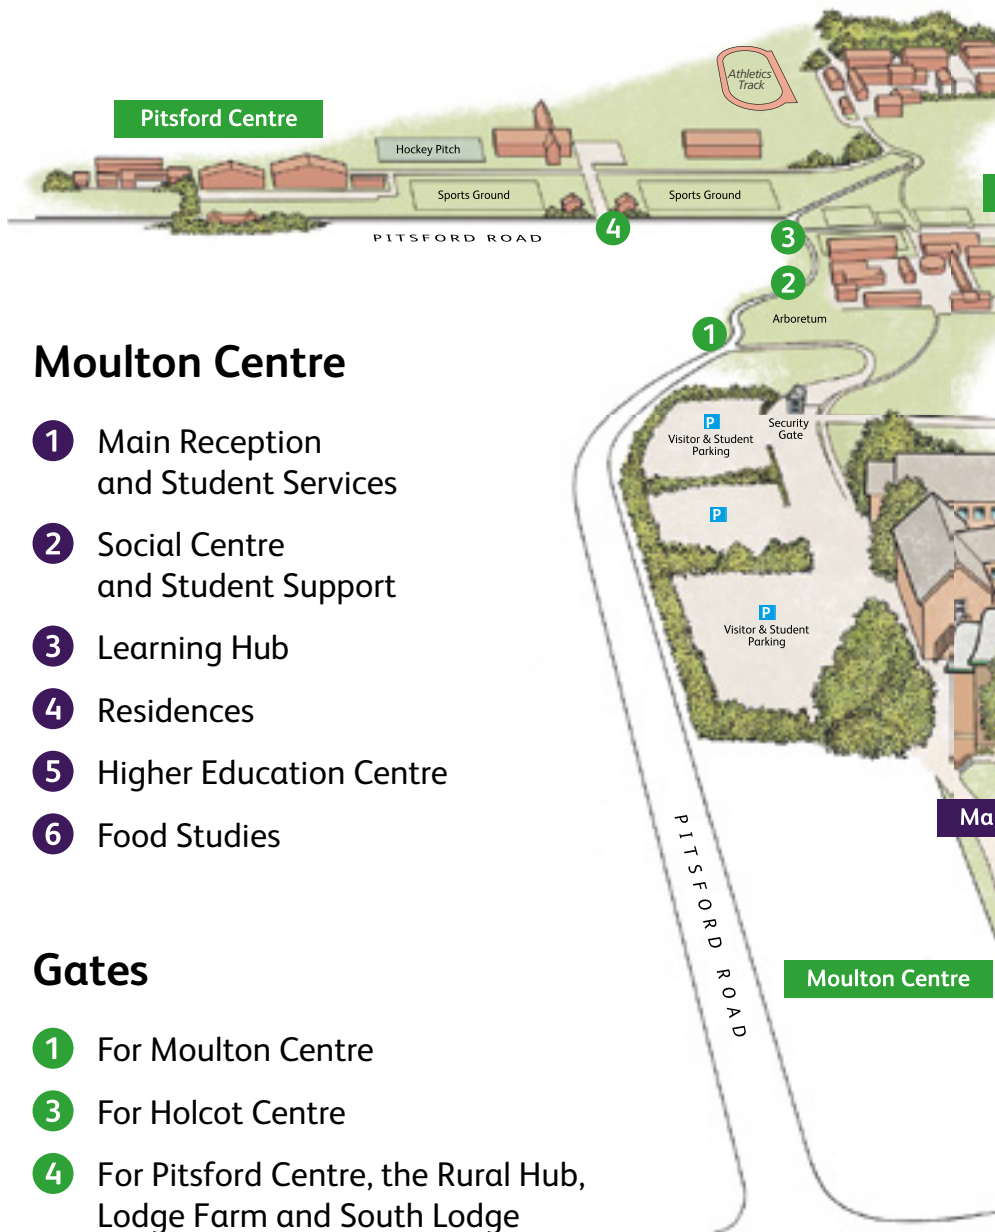 Athletics
Track
Pitsford Centre
Hockey Pitch
Sports Ground
Sports Ground
4
PITSFORD ROAD
3
2
Arboretum
1
Moulton Centre
P
Visitor & Student
Parking
Security
Gate
P
P
Visitor & Student
Parking
1 Main Reception
and Student Services
2 Social Centre
and Student Support
3 Learning Hub
4 Residences
5 Higher Education Centre
6 Food Studies
Ma
PITSFORD ROAD
Moulton Centre
Gates
1 For Moulton Centre
3 For Holcot Centre
4 For Pitsford Centre, the Rural Hub,
Lodge Farm and South Lodge